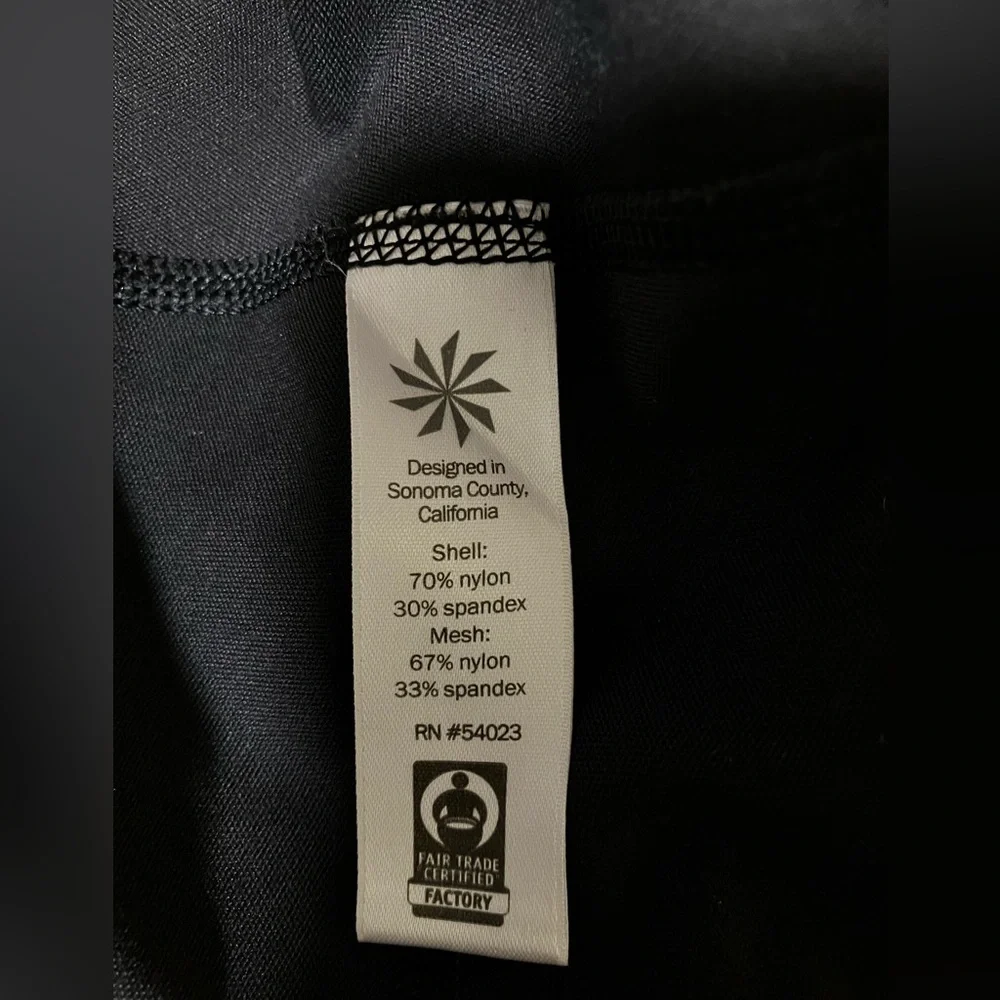 Designed in
Sonoma County,
California
Shell:
70% nylon
30% spandex
Mesh:
67% nylon
33% spandex
RN #54023
FAIR TRADE
CERTIFIED
FACTORY